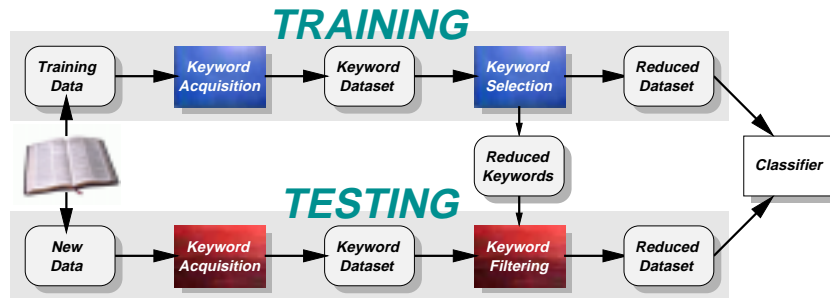 TRAINING
Training
Data
Keyword
Acquisition
Keyword
Dataset
Keyword
Selection
Reduced
Dataset
Reduced
Keywords
Classifier
TESTING
New
Data
Keyword
Acquisition
Keyword
Dataset
Keyword
Filtering
Reduced
Dataset